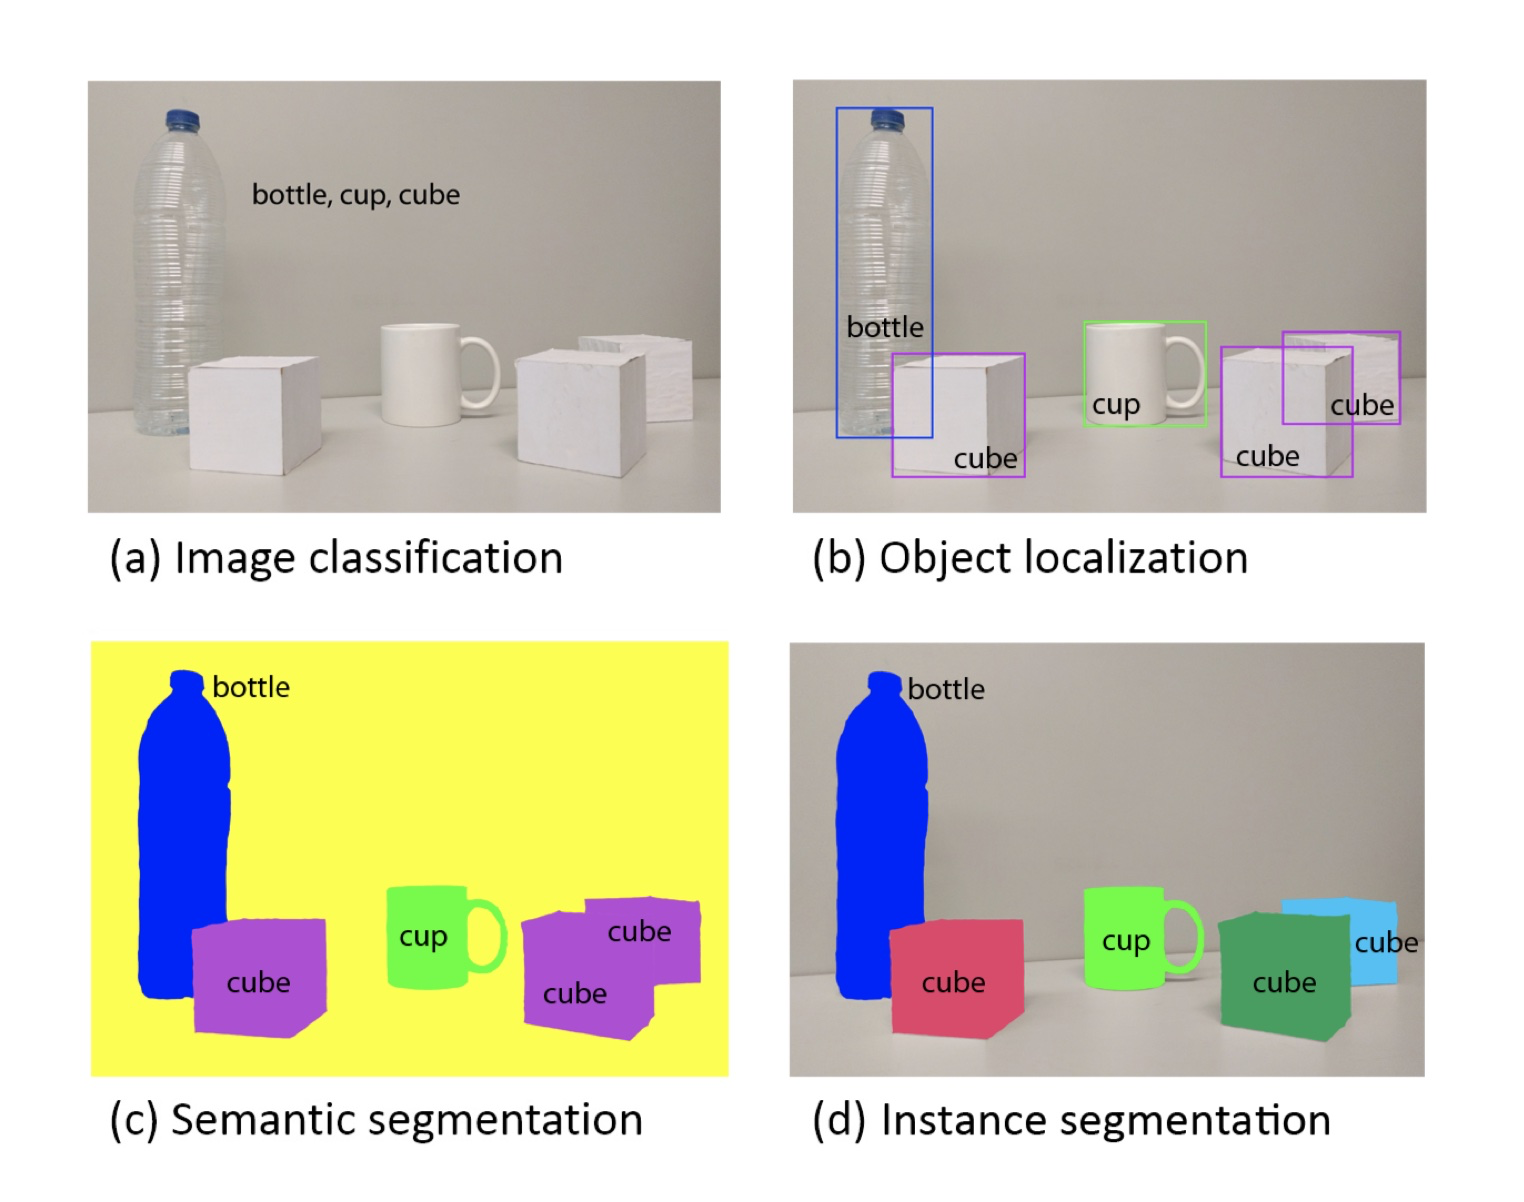 bottle, cup, cube
bottle
cup
cube
cube
cube
(a) Image classification
(b) Object localization
bottle
cup
cube
cube
cube
bottle
cup
cube
cube
cube
(c) Semantic segmentation
(d) Instance segmentation